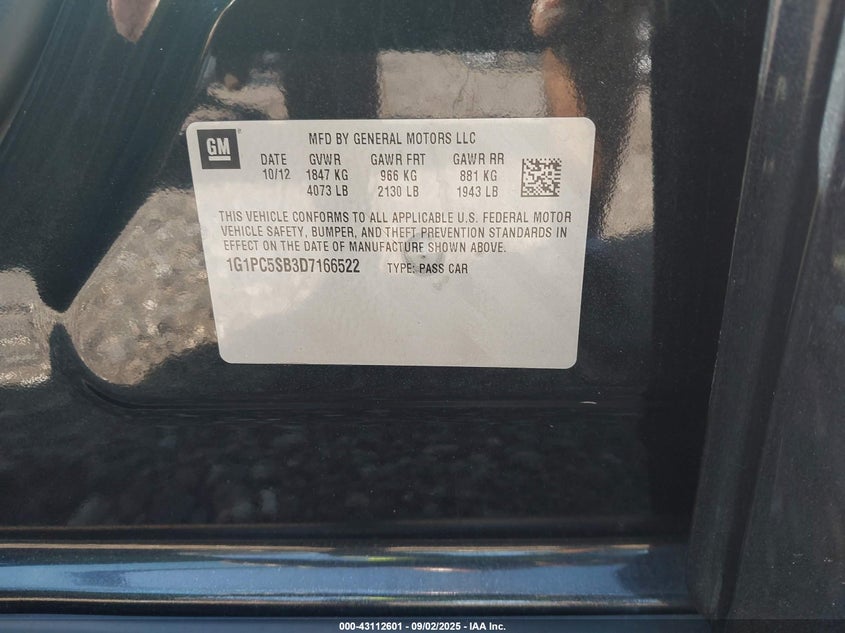 GM
MFD BY GENERAL MOTORS LLC
DATE GVWR GAWR FRT GAWR RR
10/12 1847 KG 966 KG 881 KG
4073 LB 2130 LB 1943 LB
THIS VEHICLE CONFORMS TO ALL APPLICABLE U.S. FEDERAL MOTOR
VEHICLE SAFETY, BUMPER, AND THEFT PREVENTION STANDARDS IN
EFFECT ON THE DATE OF MANUFACTURE SHOWN ABOVE.
1G1PC5SB3D7166522 TYPE: PASS CAR
000-43112601 - 09/02/2025 - IAA Inc.